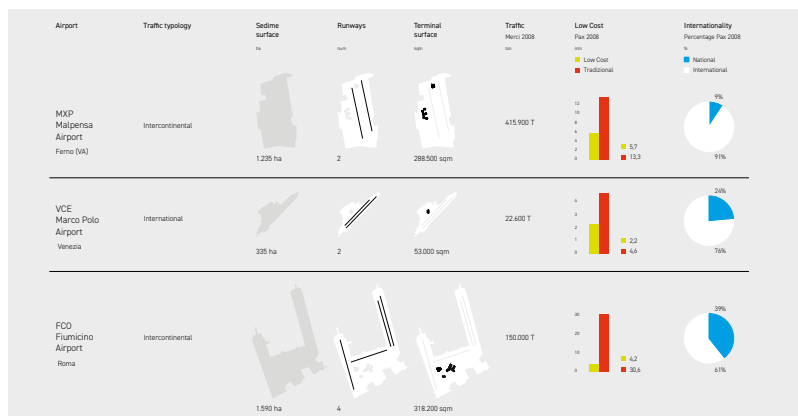 Airport
Traffic typology
Sedime
surface
ha
Runways
num
Terminal
surface
sqm
Traffic
Merci 2008
ton
Low Cost
Pax 2008
mln
Low Cost
Tradizional
Internationality
Percentage Pax 2008
%
National
International
MXP
Malpensa
Airport
Ferno (VA)
Intercontinental
1.235 ha
2
288.500 sqm
415.900 T
12
10
8
6
4
2
0
5,7
13,3
9%
91%
VCE
Marco Polo
Airport
Venezia
International
335 ha
2
53.000 sqm
22.600 T
2
1
0
2,2
4,6
24%
76%
FCO
Fiumicino
Airport
Roma
Intercontinental
1.590 ha
4
318.200 sqm
150.000 T
30
20
10
0
4,2
30,6
39%
61%